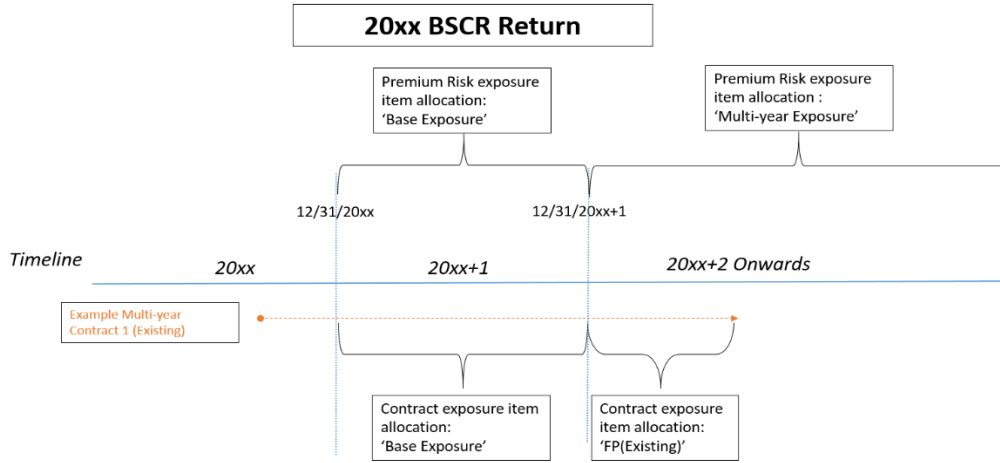 20xx BSCR Return
Premium Risk exposure
item allocation:
‘Base Exposure’
Premium Risk exposure
item allocation :
‘Multi-year Exposure’
12/31/20xx
12/31/20xx+1
Timeline
20xx
20xx+1
20xx+2 Onwards
Example Multi-year
Contract 1 (Existing)
Contract exposure item
allocation:
‘Base Exposure’
Contract exposure
item allocation:
‘FP(Existing)’